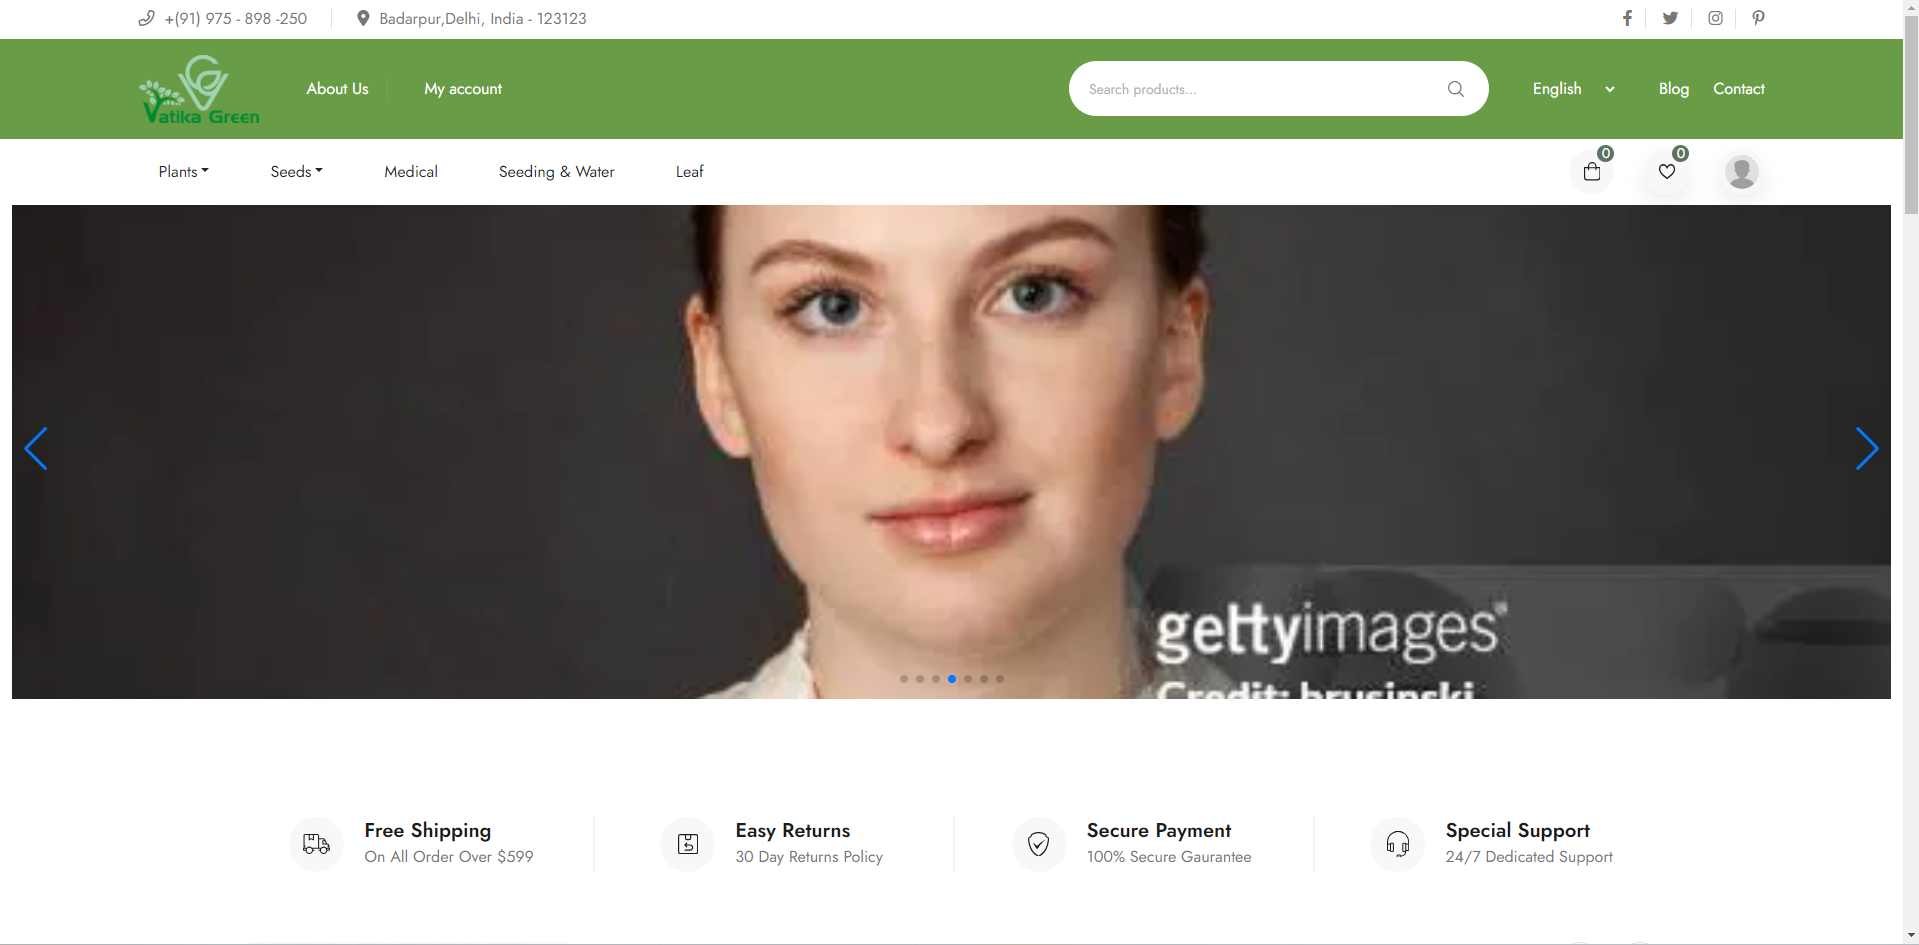 +(91) 975 - 898 -250
Badarpur,Delhi, India - 123123
Vatika Green
About Us
My account
Search products...
English
Blog
Contact
Plants
Seeds
Medical
Seeding & Water
Leaf
0
0
gettyimages®
Credit: brusinski
Free Shipping
On All Order Over $599
Easy Returns
30 Day Returns Policy
Secure Payment
100% Secure Gaurantee
Special Support
24/7 Dedicated Support